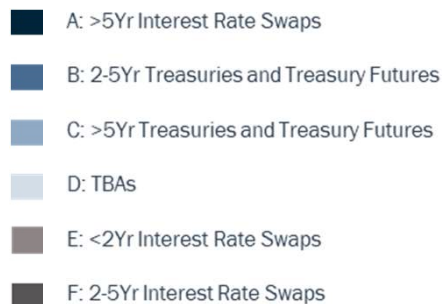 A: >5Yr Interest Rate Swaps
B: 2-5Yr Treasuries and Treasury Futures
C: >5Yr Treasuries and Treasury Futures
D: TBAs
E: <2Yr Interest Rate Swaps
F: 2-5Yr Interest Rate Swaps